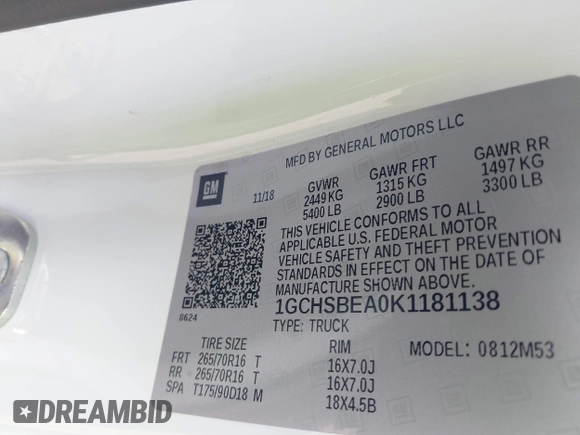 MFD BY GENERAL MOTORS LLC
GM
11/18
GVWR GAWR FRT GAWR RR
2449 KG 1315 KG 1497 KG
5400 LB 2900 LB 3300 LB
THIS VEHICLE CONFORMS TO ALL
APPLICABLE U.S. FEDERAL MOTOR
VEHICLE SAFETY AND THEFT PREVENTION
STANDARDS IN EFFECT ON THE DATE OF
MANUFACTURE SHOWN ABOVE.
8624
1GCHSBEA0K1181138
TYPE: TRUCK
MODEL: 0812M53
TIRE SIZE RIM
FRT 265/70R16 T 16X7.0J
RR 265/70R16 T 16X7.0J
SPA T175/90D18 M 18X4.5B
DREAMBID